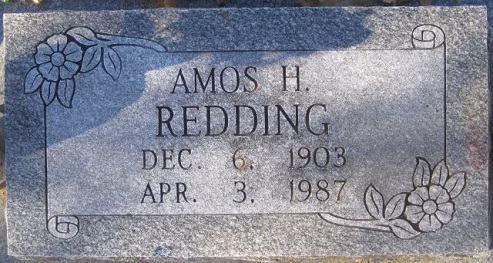 AMOS H.
REDDING
DEC. 6. 1903
APR. 3. 1987